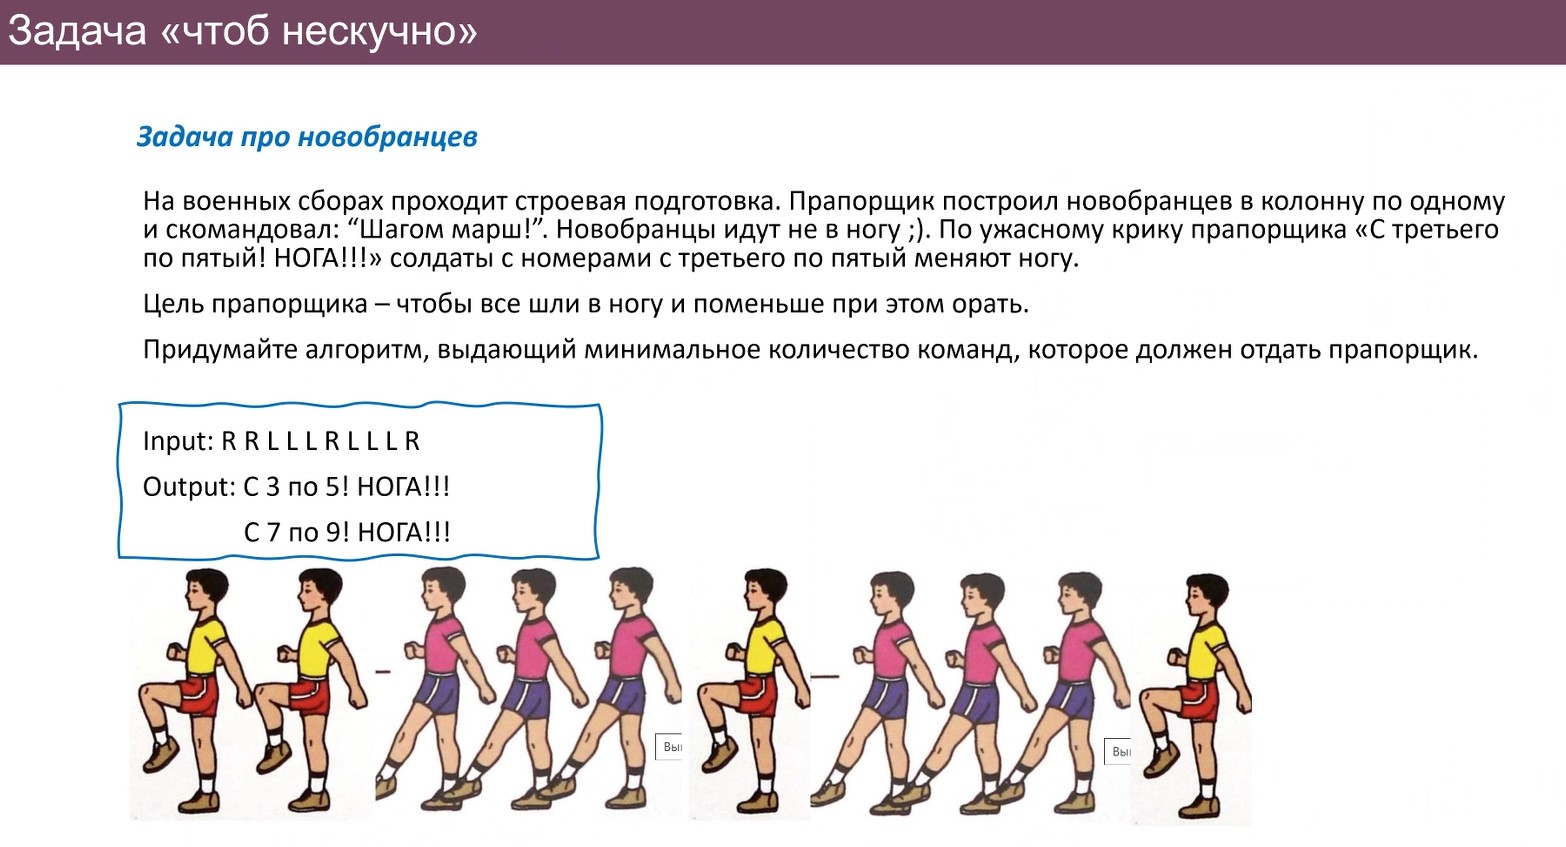 Задача «чтоб нескучно»
Задача про новобранцев
На военных сборах проходит строевая подготовка. Прапорщик построил новобранцев в колонну по одному
и скомандовал: “Шагом марш!”. Новобранцы идут не в ногу ;). По ужасному крику прапорщика «С третьего
по пятый! НОГА!!!» солдаты с номерами с третьего по пятый меняют ногу.
Цель прапорщика – чтобы все шли в ногу и поменьше при этом орать.
Придумайте алгоритм, выдающий минимальное количество команд, которое должен отдать прапорщик.
Input: R R L L L R L L L R
Output: С 3 по 5! НОГА!!!
С 7 по 9! НОГА!!!